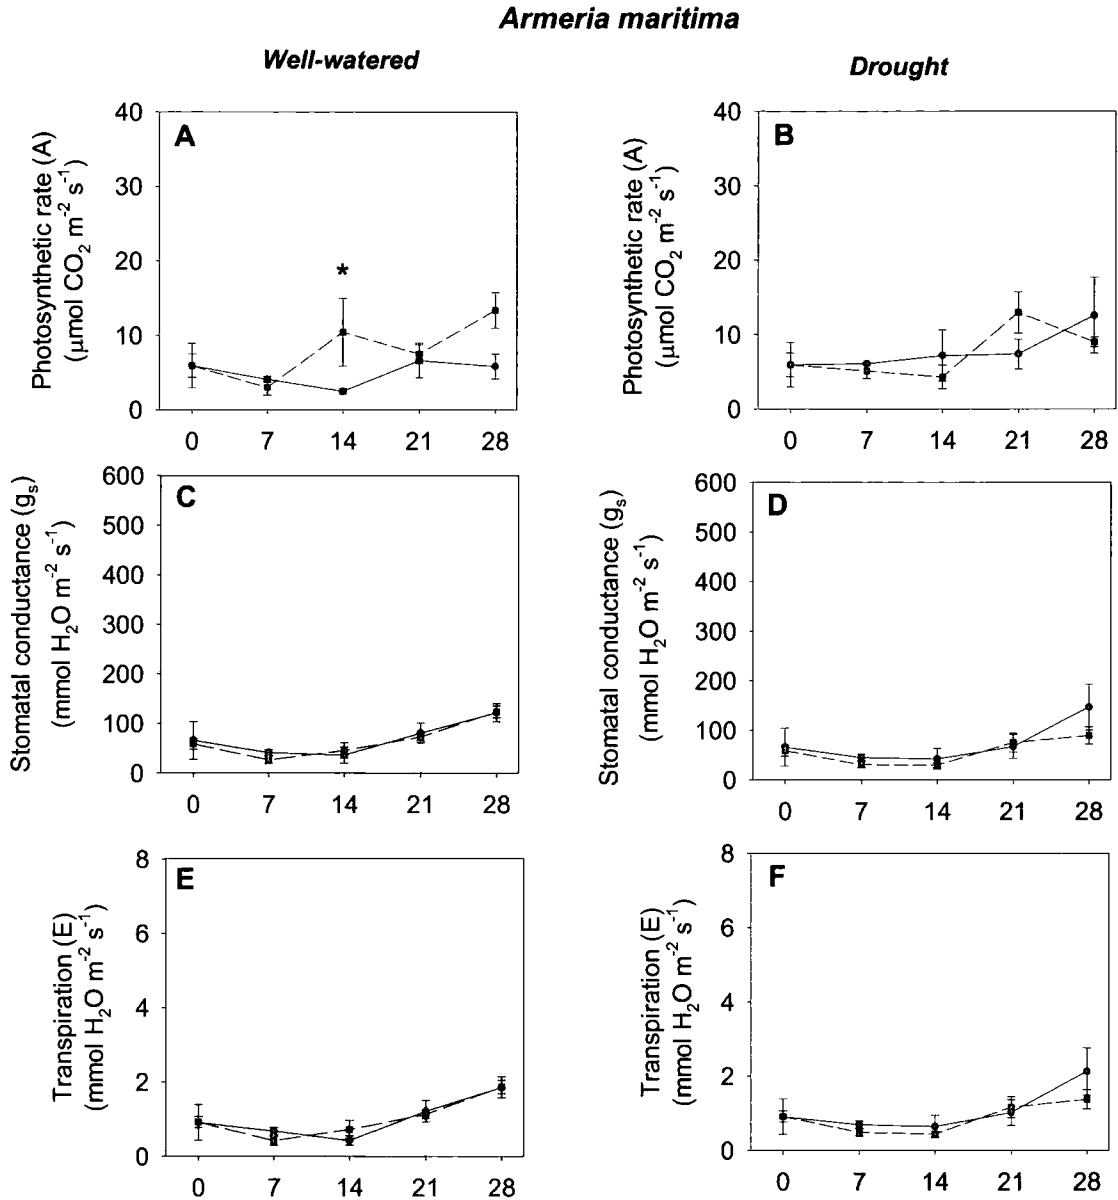 Armeria maritima
Well-watered
Drought
Photosynthetic rate (A)
(μmol CO2 m-2 s-1)
40
30
20
10
0
A
*
0 7 14 21 28
Photosynthetic rate (A)
(μmol CO2 m-2 s-1)
40
30
20
10
0
B
0 7 14 21 28
Stomatal conductance (gs)
(mmol H2O m-2 s-1)
600
500
400
300
200
100
0
C
0 7 14 21 28
Stomatal conductance (gs)
(mmol H2O m-2 s-1)
600
500
400
300
200
100
0
D
0 7 14 21 28
Transpiration (E)
(mmol H2O m-2 s-1)
8
6
4
2
0
E
0 7 14 21 28
Transpiration (E)
(mmol H2O m-2 s-1)
8
6
4
2
0
F
0 7 14 21 28